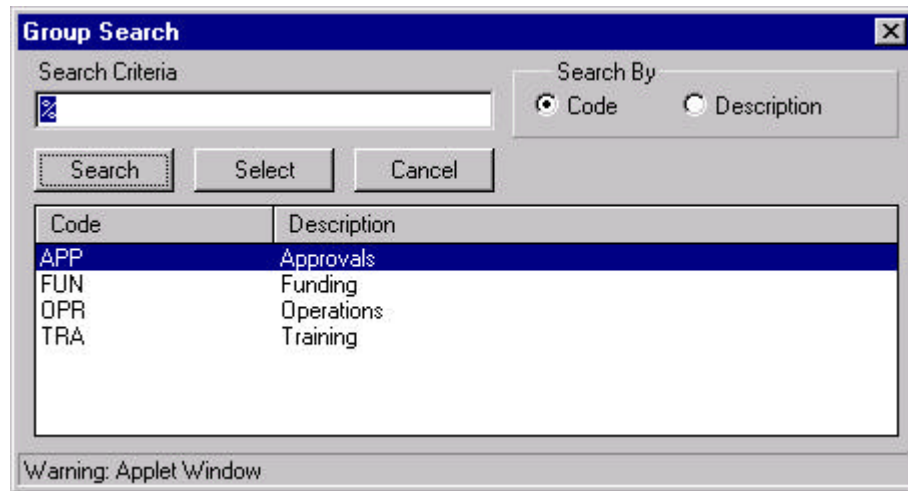 Group Search
Search Criteria
Search By
%
Code
Description
Search
Select
Cancel
Code Description
APP Approvals
FUN Funding
OPR Operations
TRA Training
Warning: Applet Window